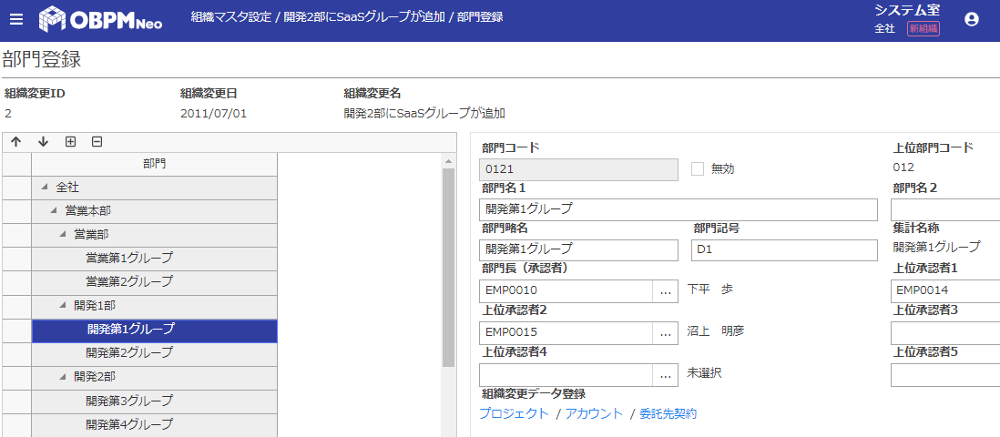 OBPM Neo
組織マスタ設定 / 開発2部にSaaSグループが追加 / 部門登録
システム室
全社 新組織
部門登録
組織変更ID 組織変更日 組織変更名
2 2011/07/01 開発2部にSaaSグループが追加
部門
全社
営業本部
営業部
営業第1グループ
営業第2グループ
開発1部
開発第1グループ
開発第2グループ
開発2部
開発第3グループ
開発第4グループ
部門コード 上位部門コード
0121 無効 012
部門名1 部門名2
開発第1グループ
部門略名 部門記号 集計名称
開発第1グループ D1 開発第1グループ
部門長（承認者） 上位承認者1
EMP0010 ... 下平 歩 EMP0014
上位承認者2 上位承認者3
EMP0015 ... 沼上 明彦
上位承認者4 上位承認者5
... 未選択
組織変更データ登録
プロジェクト / アカウント / 委託先契約